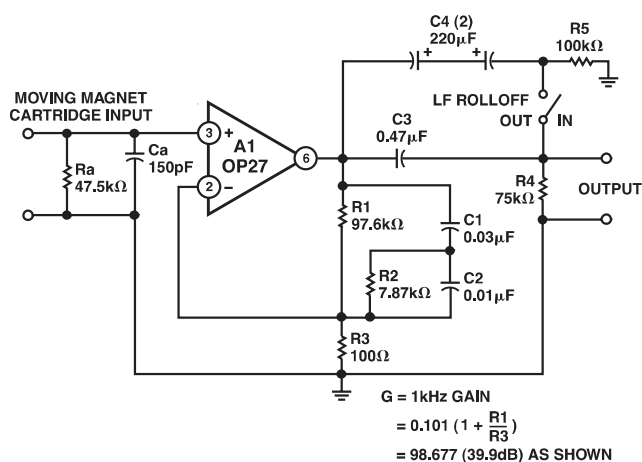 C4 (2)
220μF
R5
100kΩ
MOVING MAGNET
CARTRIDGE INPUT
LF ROLLOFF
OUT
IN
3
+
A1
OP27
6
2
–
C3
0.47μF
Ra
47.5kΩ
Ca
150pF
R4
75kΩ
OUTPUT
R1
97.6kΩ
C1
0.03μF
R2
7.87kΩ
C2
0.01μF
R3
100Ω
G = 1kHz GAIN
= 0.101 (1 + R1/R3)
= 98.677 (39.9dB) AS SHOWN